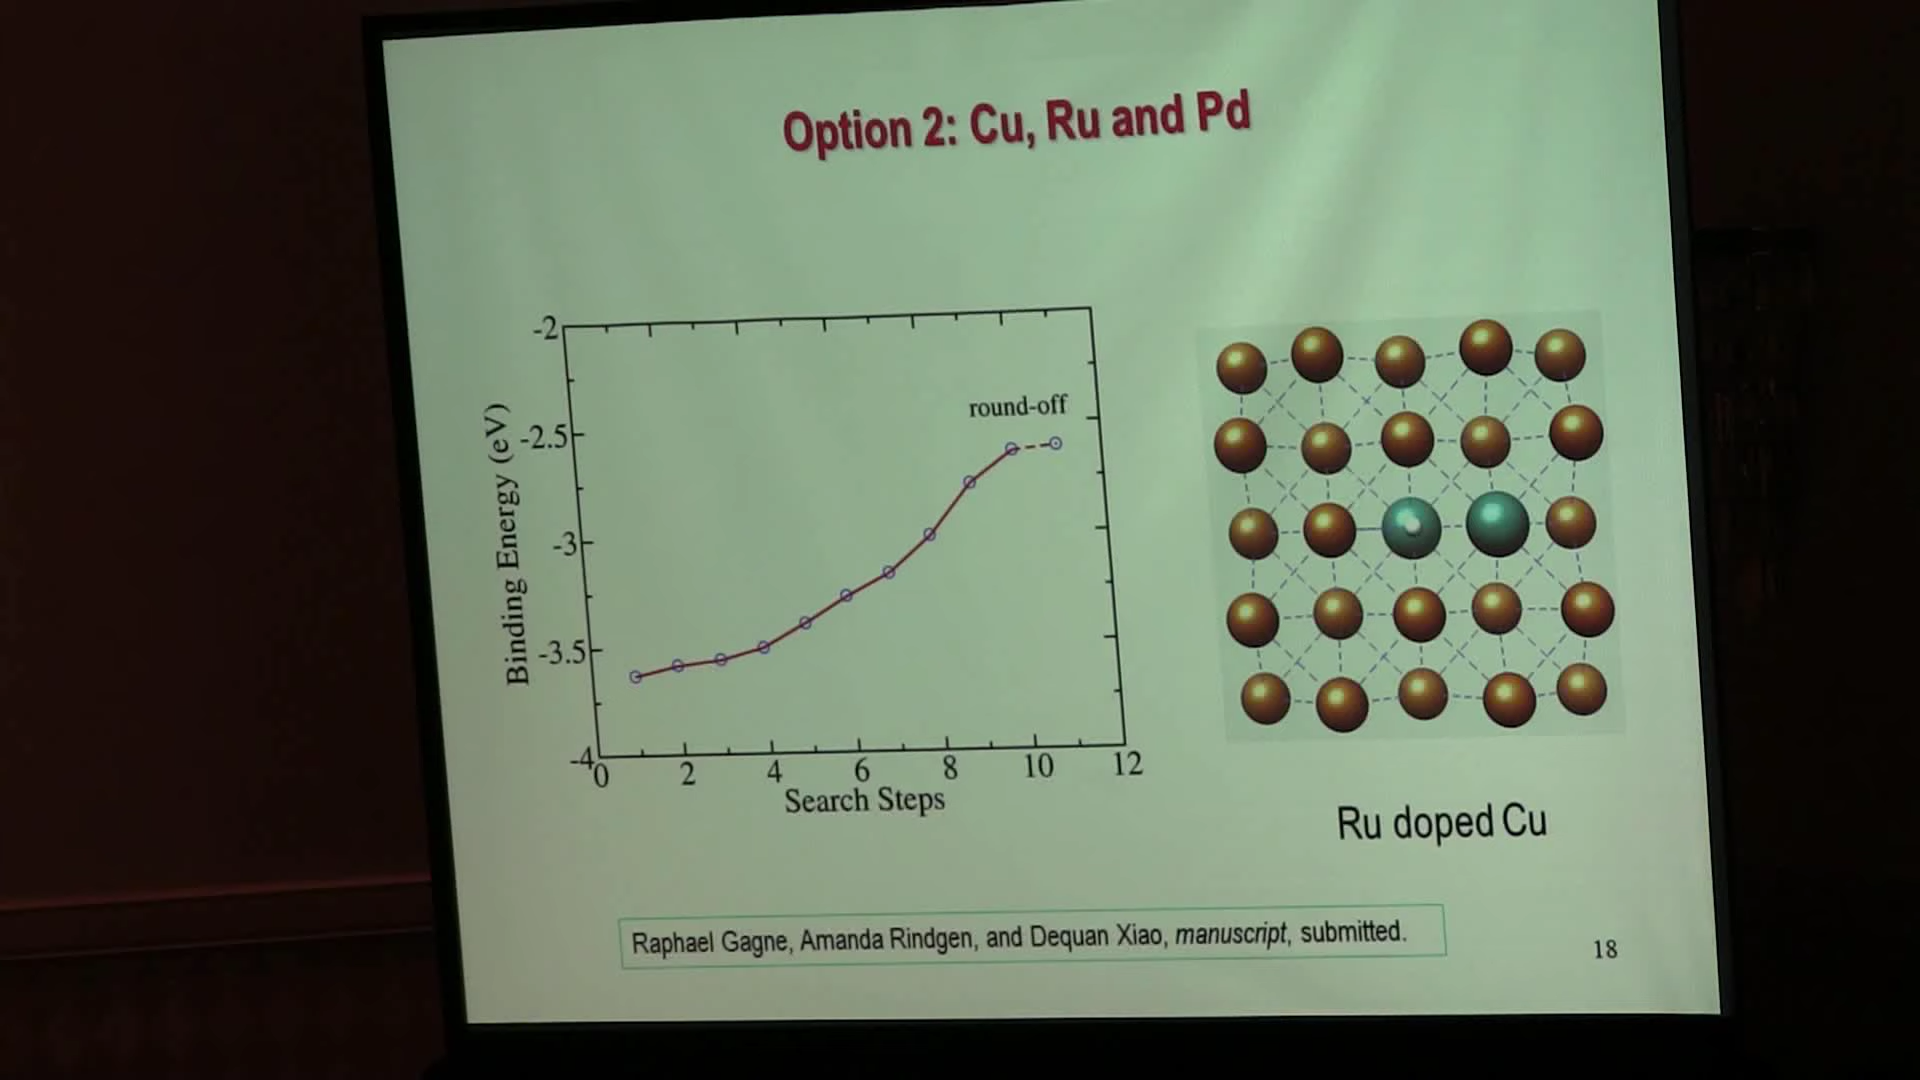 Option 2: Cu, Ru and Pd
-2
-2.5
-3
-3.5
-4
Binding Energy (eV)
round-off
0 2 4 6 8 10 12
Search Steps
Ru doped Cu
Raphael Gagne, Amanda Rindgen, and Dequan Xiao, manuscript, submitted.
18